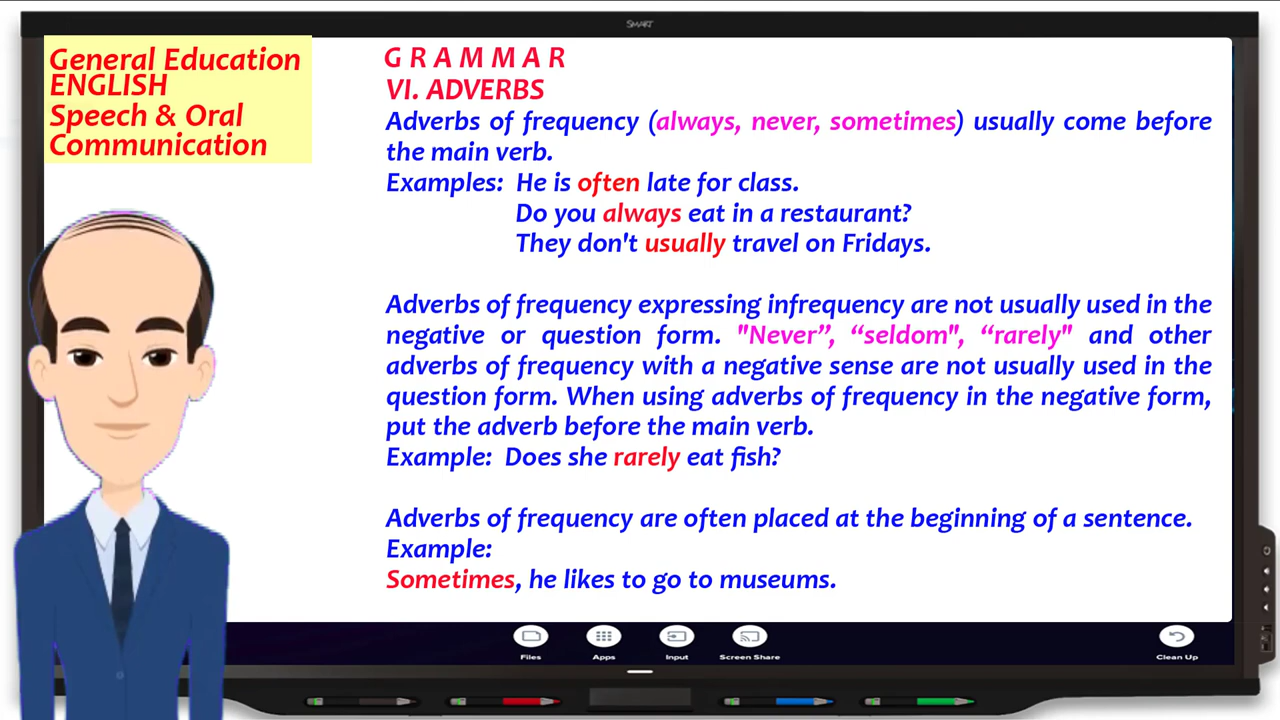 SMART
General Education
ENGLISH
Speech & Oral
Communication
G R A M M A R
VI. ADVERBS
Adverbs of frequency (always, never, sometimes) usually come before
the main verb.
Examples: He is often late for class.
Do you always eat in a restaurant?
They don't usually travel on Fridays.
Adverbs of frequency expressing infrequency are not usually used in the
negative or question form. "Never”, “seldom", “rarely" and other
adverbs of frequency with a negative sense are not usually used in the
question form. When using adverbs of frequency in the negative form,
put the adverb before the main verb.
Example: Does she rarely eat fish?
Adverbs of frequency are often placed at the beginning of a sentence.
Example:
Sometimes, he likes to go to museums.
Files Apps Input Screen Share Clean Up